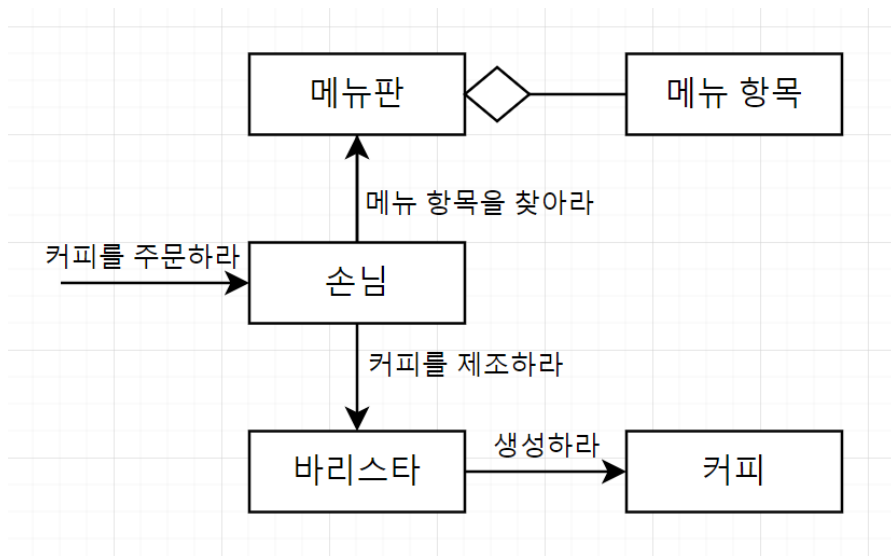 메뉴판
메뉴 항목
메뉴 항목을 찾아라
커피를 주문하라
손님
커피를 제조하라
바리스타
생성하라
커피